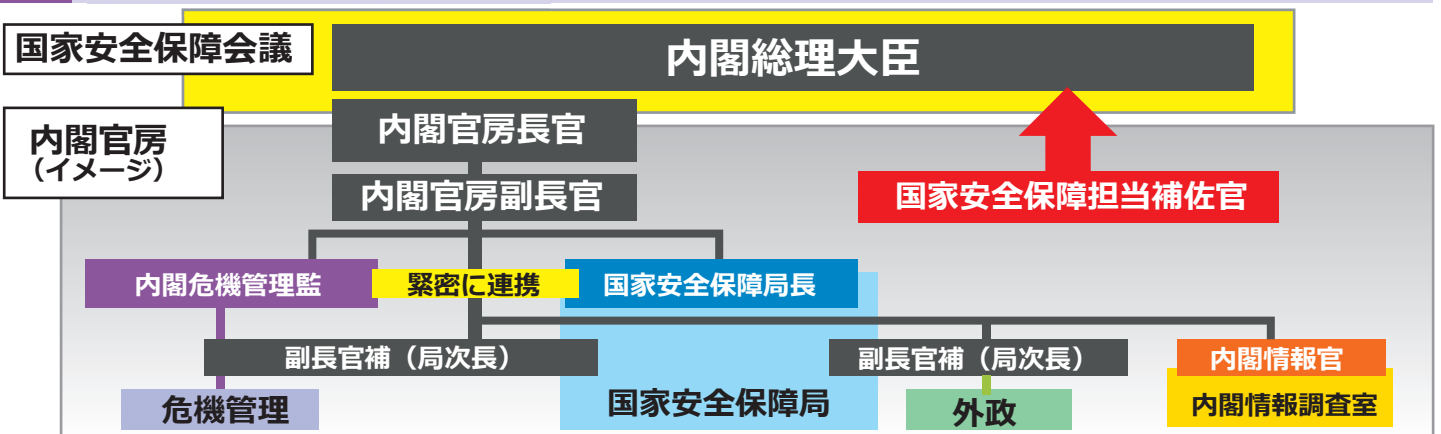 国家安全保障会議
内閣総理大臣
内閣官房
（イメージ）
内閣官房長官
内閣官房副長官
国家安全保障担当補佐官
内閣危機管理監
緊密に連携
国家安全保障局長
副長官補（局次長）
副長官補（局次長）
内閣情報官
危機管理
国家安全保障局
外政
内閣情報調査室